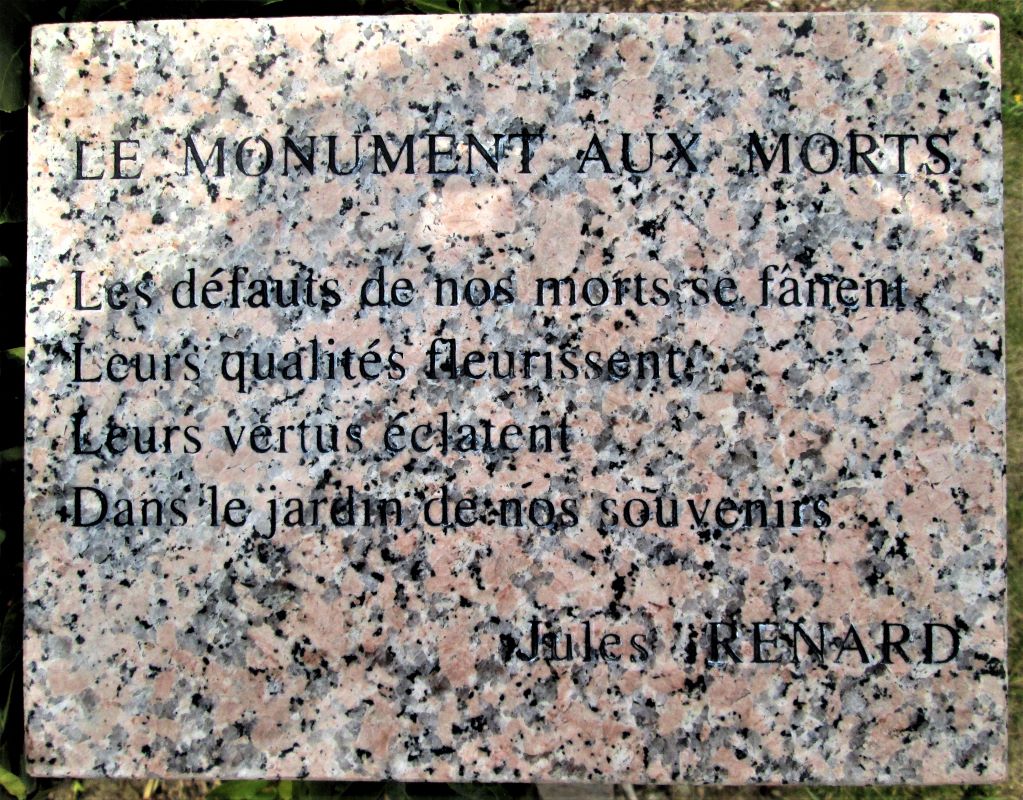 LE MONUMENT AUX MORTS
Les défauts de nos morts se fânent
Leurs qualités fleurissent
Leurs vertus éclatent
Dans le jardin de nos souvenirs
Jules RENARD